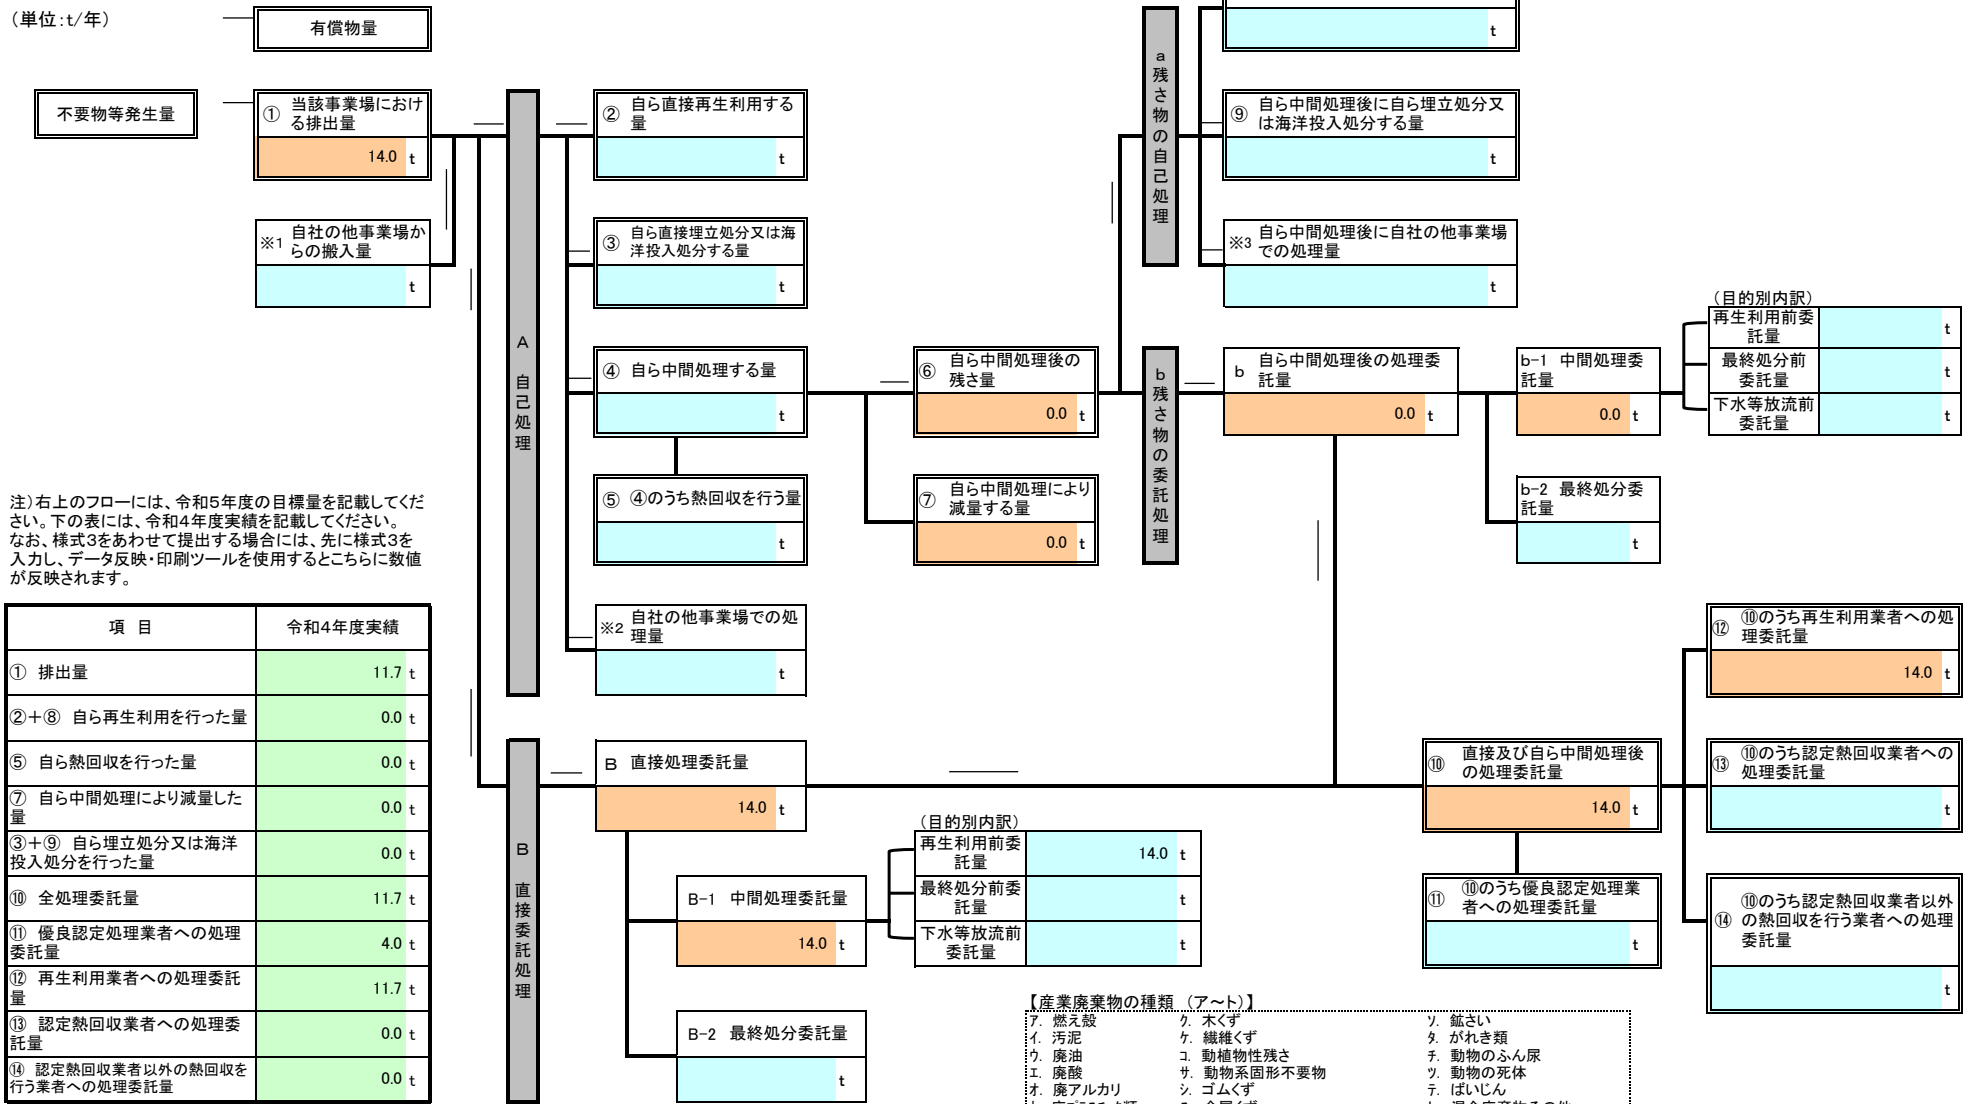 （単位：t/年）
有償物量
t
不要物等発生量
① 当該事業場におけ
る排出量
14.0 t
※1 自社の他事業場か
らの搬入量
t
A 自己処理
② 自ら直接再生利用する
量
t
③ 自ら直接埋立処分又は海
洋投入処分する量
t
④ 自ら中間処理する量
t
⑤ ④のうち熱回収を行う量
t
※2 自社の他事業場での処
理量
t
⑥ 自ら中間処理後の
残さ量
0.0 t
⑦ 自ら中間処理により
減量する量
0.0 t
a 残さ物の自己処理
⑨ 自ら中間処理後に自ら埋立処分又
は海洋投入処分する量
t
※3 自ら中間処理後に自社の他事業場
での処理量
t
b 残さ物の委託処理
b 自ら中間処理後の処理委
託量
0.0 t
b-1 中間処理委
託量
0.0 t
（目的別内訳）
再生利用前委
託量
t
最終処分前
委託量
t
下水等放流前
委託量
t
b-2 最終処分委
託量
t
注）右上のフローには、令和5年度の目標量を記載してくだ
さい。下の表には、令和4年度実績を記載してください。
なお、様式3をあわせて提出する場合には、先に様式3を
入力し、データ反映・印刷ツールを使用するとこちらに数値
が反映されます。
項 目 令和4年度実績
① 排出量 11.7 t
②＋⑧ 自ら再生利用を行った量 0.0 t
⑤ 自ら熱回収を行った量 0.0 t
⑦ 自ら中間処理により減量した
量 0.0 t
③＋⑨ 自ら埋立処分又は海洋
投入処分を行った量 0.0 t
⑩ 全処理委託量 11.7 t
⑪ 優良認定処理業者への処理
委託量 4.0 t
⑫ 再生利用業者への処理委託
量 11.7 t
⑬ 認定熱回収業者への処理委
託量 0.0 t
⑭ 認定熱回収業者以外の熱回収を
行う業者への処理委託量 0.0 t
B 直接委託処理
B 直接処理委託量
14.0 t
B-1 中間処理委託量
14.0 t
B-2 最終処分委託量
t
（目的別内訳）
再生利用前委
託量
14.0 t
最終処分前委
託量
t
下水等放流前
委託量
t
⑩ 直接及び自ら中間処理後
の処理委託量
14.0 t
⑪ ⑩のうち優良認定処理業
者への処理委託量
t
⑫ ⑩のうち再生利用業者への処
理委託量
14.0 t
⑬ ⑩のうち認定熱回収業者への
処理委託量
t
⑭ ⑩のうち認定熱回収業者以外
の熱回収を行う業者への処理
委託量
t
【産業廃棄物の種類 （ア～ト）】
ア. 燃え殻 ク. 木くず ソ. 鉱さい
イ. 汚泥 ケ. 繊維くず タ. がれき類
ウ. 廃油 コ. 動植物性残さ チ. 動物のふん尿
エ. 廃酸 サ. 動物系固形不要物 ツ. 動物の死体
オ. 廃アルカリ シ. ゴムくず テ. ばいじん